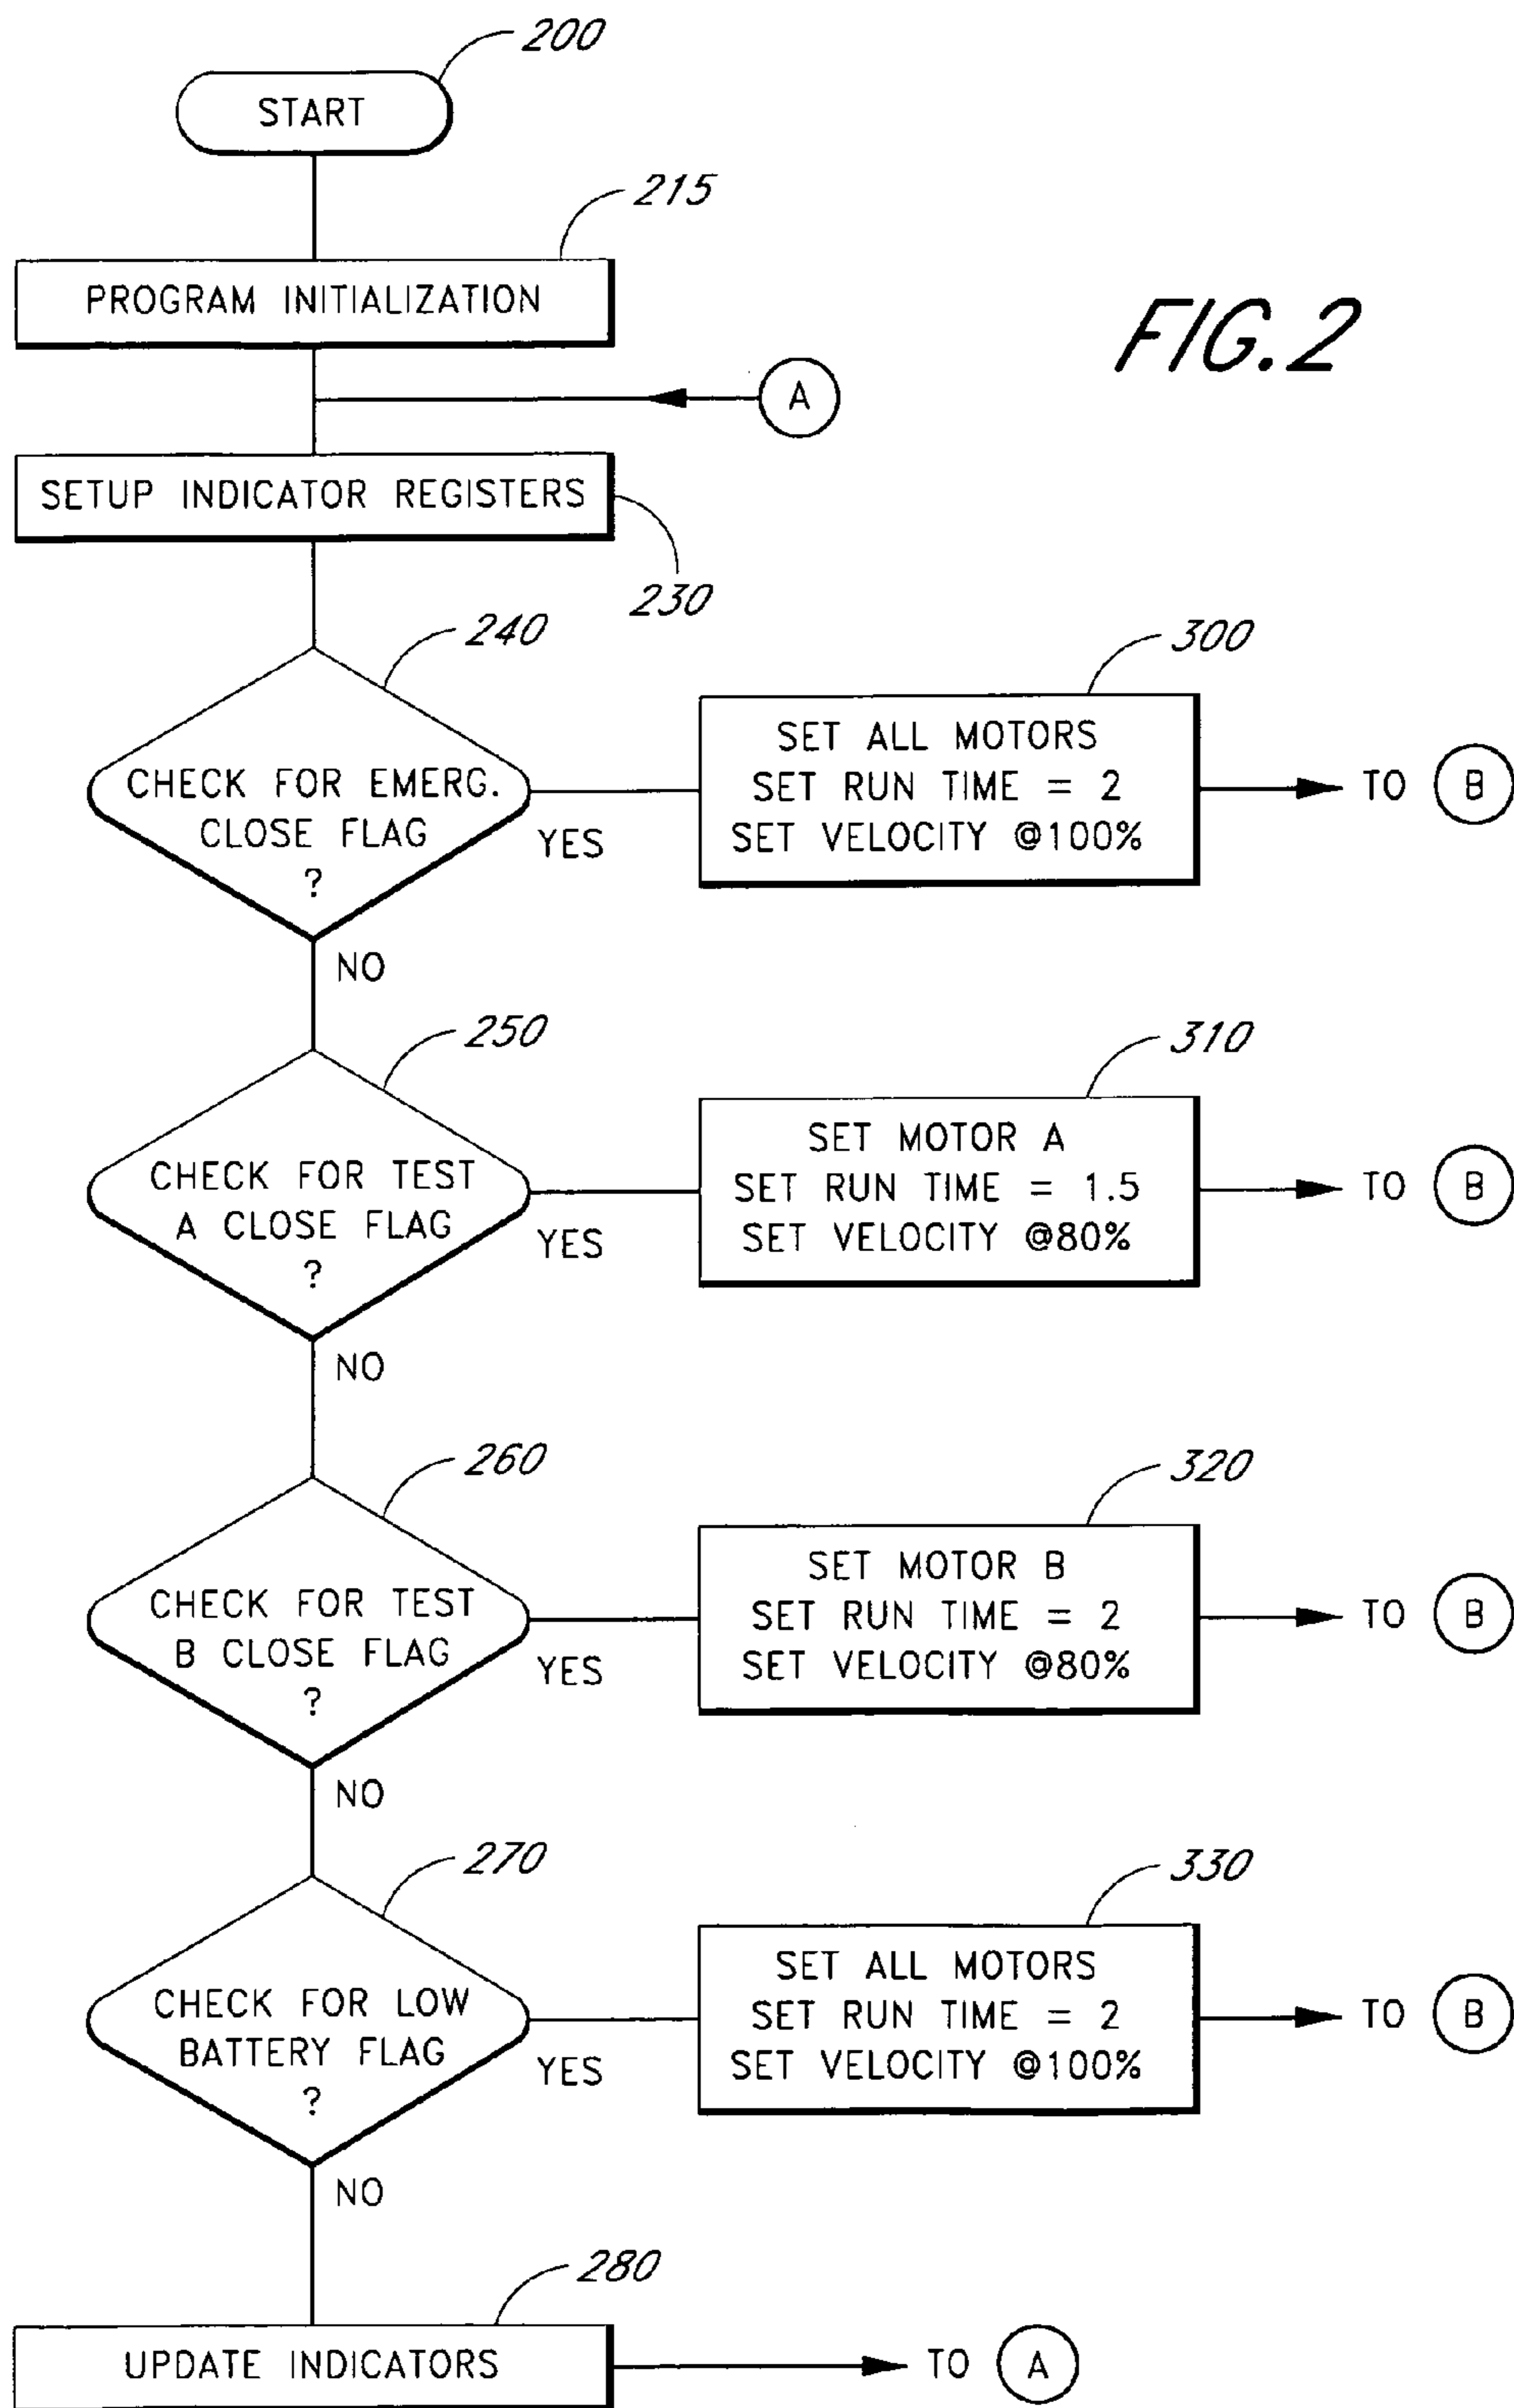 200
START
215
PROGRAM INITIALIZATION
FIG.2
A
SETUP INDICATOR REGISTERS
230
240
300
CHECK FOR EMERG.
CLOSE FLAG
?
YES
SET ALL MOTORS
SET RUN TIME = 2
SET VELOCITY @100%
TO B
NO
250
310
CHECK FOR TEST
A CLOSE FLAG
?
YES
SET MOTOR A
SET RUN TIME = 1.5
SET VELOCITY @80%
TO B
NO
260
320
CHECK FOR TEST
B CLOSE FLAG
?
YES
SET MOTOR B
SET RUN TIME = 2
SET VELOCITY @80%
TO B
NO
270
330
CHECK FOR LOW
BATTERY FLAG
?
YES
SET ALL MOTORS
SET RUN TIME = 2
SET VELOCITY @100%
TO B
NO
280
UPDATE INDICATORS
TO A